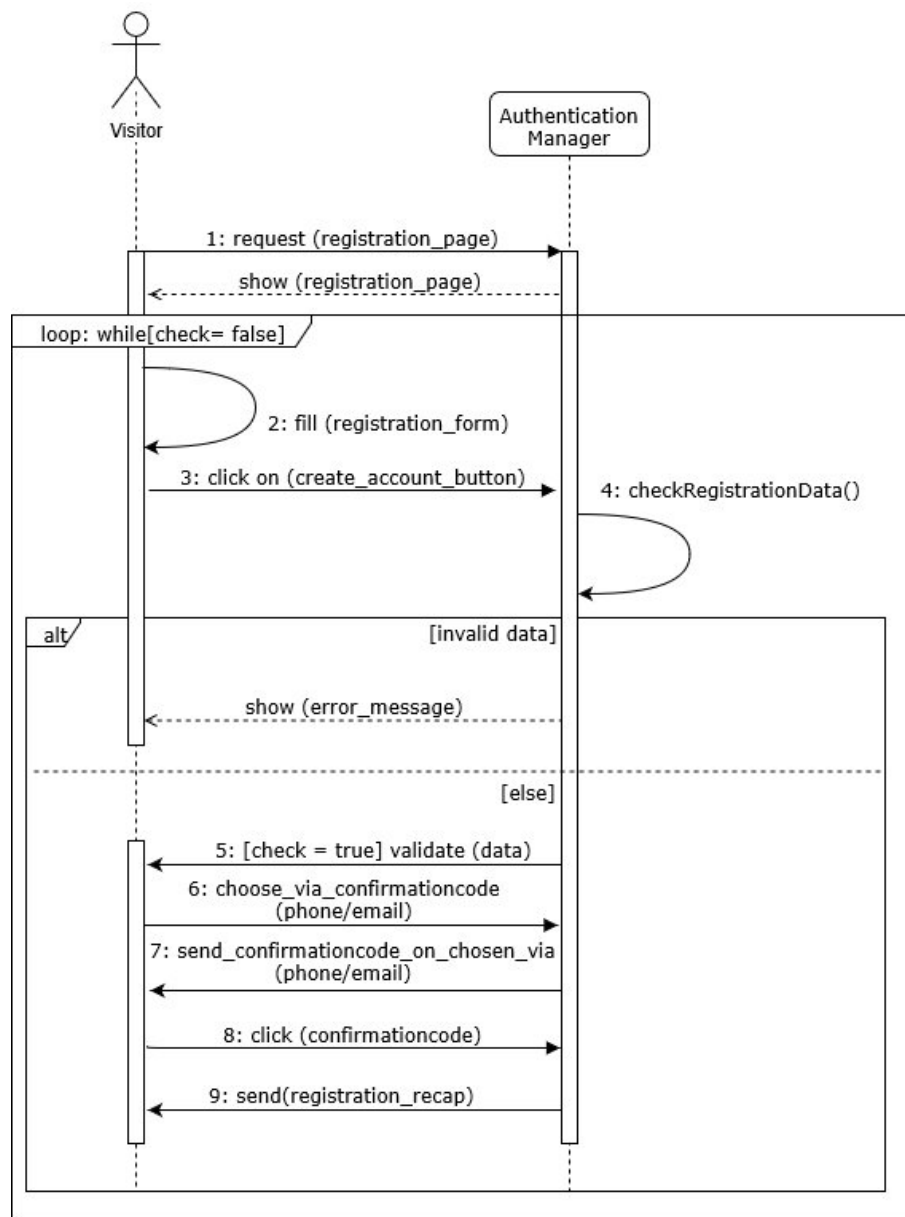 Visitor
Authentication
Manager
1: request (registration_page)
show (registration_page)
loop: while[check= false]
2: fill (registration_form)
3: click on (create_account_button)
4: checkRegistrationData()
alt
[invalid data]
show (error_message)
[else]
5: [check = true] validate (data)
6: choose_via_confirmationcode
(phone/email)
7: send_confirmationcode_on_chosen_via
(phone/email)
8: click (confirmationcode)
9: send(registration_recap)